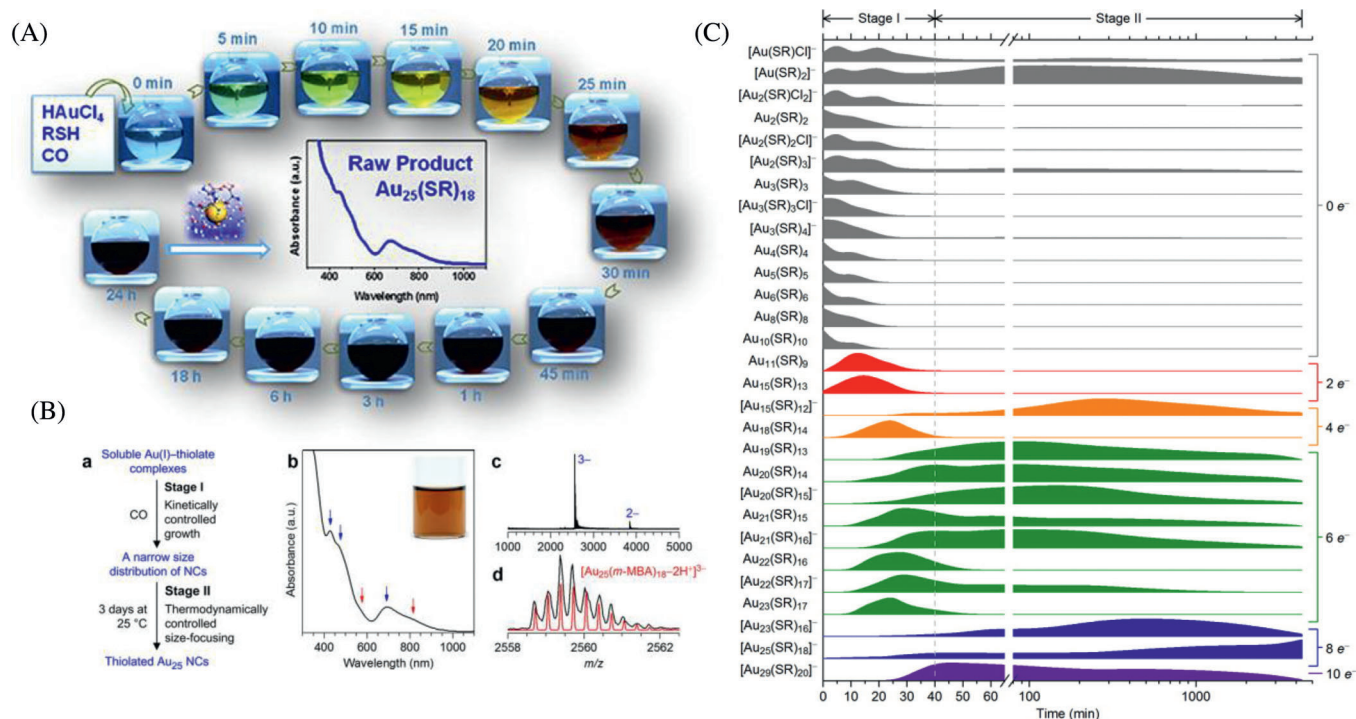 (A)
0 min
5 min
10 min
15 min
20 min
25 min
30 min
45 min
1 h
3 h
6 h
18 h
24 h
HAuCl₄
RSH
CO
Raw Product
Au₂₅(SR)₁₈
Absorbance (a.u.)
400 600 800 1000
Wavelength (nm)
(B)
a
Soluble Au(I)–thiolate
complexes
Stage I
CO
Kinetically
controlled
growth
A narrow size
distribution of NCs
Stage II
3 days at
25 °C
Thermodynamically
controlled
size-focusing
Thiolated Au₂₅ NCs
b
Absorbance (a.u.)
400 600 800 1000
Wavelength (nm)
c
3–
2–
1000 2000 3000 4000 5000
d
[Au₂₅(m-MBA)₁₈–2H⁺]³⁻
2558 2560 2562
m/z
(C)
Stage I
Stage II
[Au(SR)Cl]⁻
[Au(SR)₂]⁻
[Au₂(SR)Cl₂]⁻
Au₂(SR)₂
[Au₂(SR)₂Cl]⁻
[Au₂(SR)₃]⁻
Au₃(SR)₃
[Au₃(SR)₃Cl]⁻
[Au₃(SR)₄]⁻
Au₄(SR)₄
Au₅(SR)₅
Au₆(SR)₆
Au₈(SR)₈
Au₁₀(SR)₁₀
Au₁₁(SR)₉
Au₁₅(SR)₁₃
[Au₁₅(SR)₁₂]⁻
Au₁₈(SR)₁₄
Au₁₉(SR)₁₃
Au₂₀(SR)₁₄
[Au₂₀(SR)₁₅]⁻
Au₂₁(SR)₁₅
[Au₂₁(SR)₁₆]⁻
Au₂₂(SR)₁₆
[Au₂₂(SR)₁₇]⁻
Au₂₃(SR)₁₇
[Au₂₃(SR)₁₆]⁻
[Au₂₅(SR)₁₈]⁻
[Au₂₉(SR)₂₀]⁻
0 e⁻
2 e⁻
4 e⁻
6 e⁻
8 e⁻
10 e⁻
0 10 20 30 40 50 60 100 1000
Time (min)